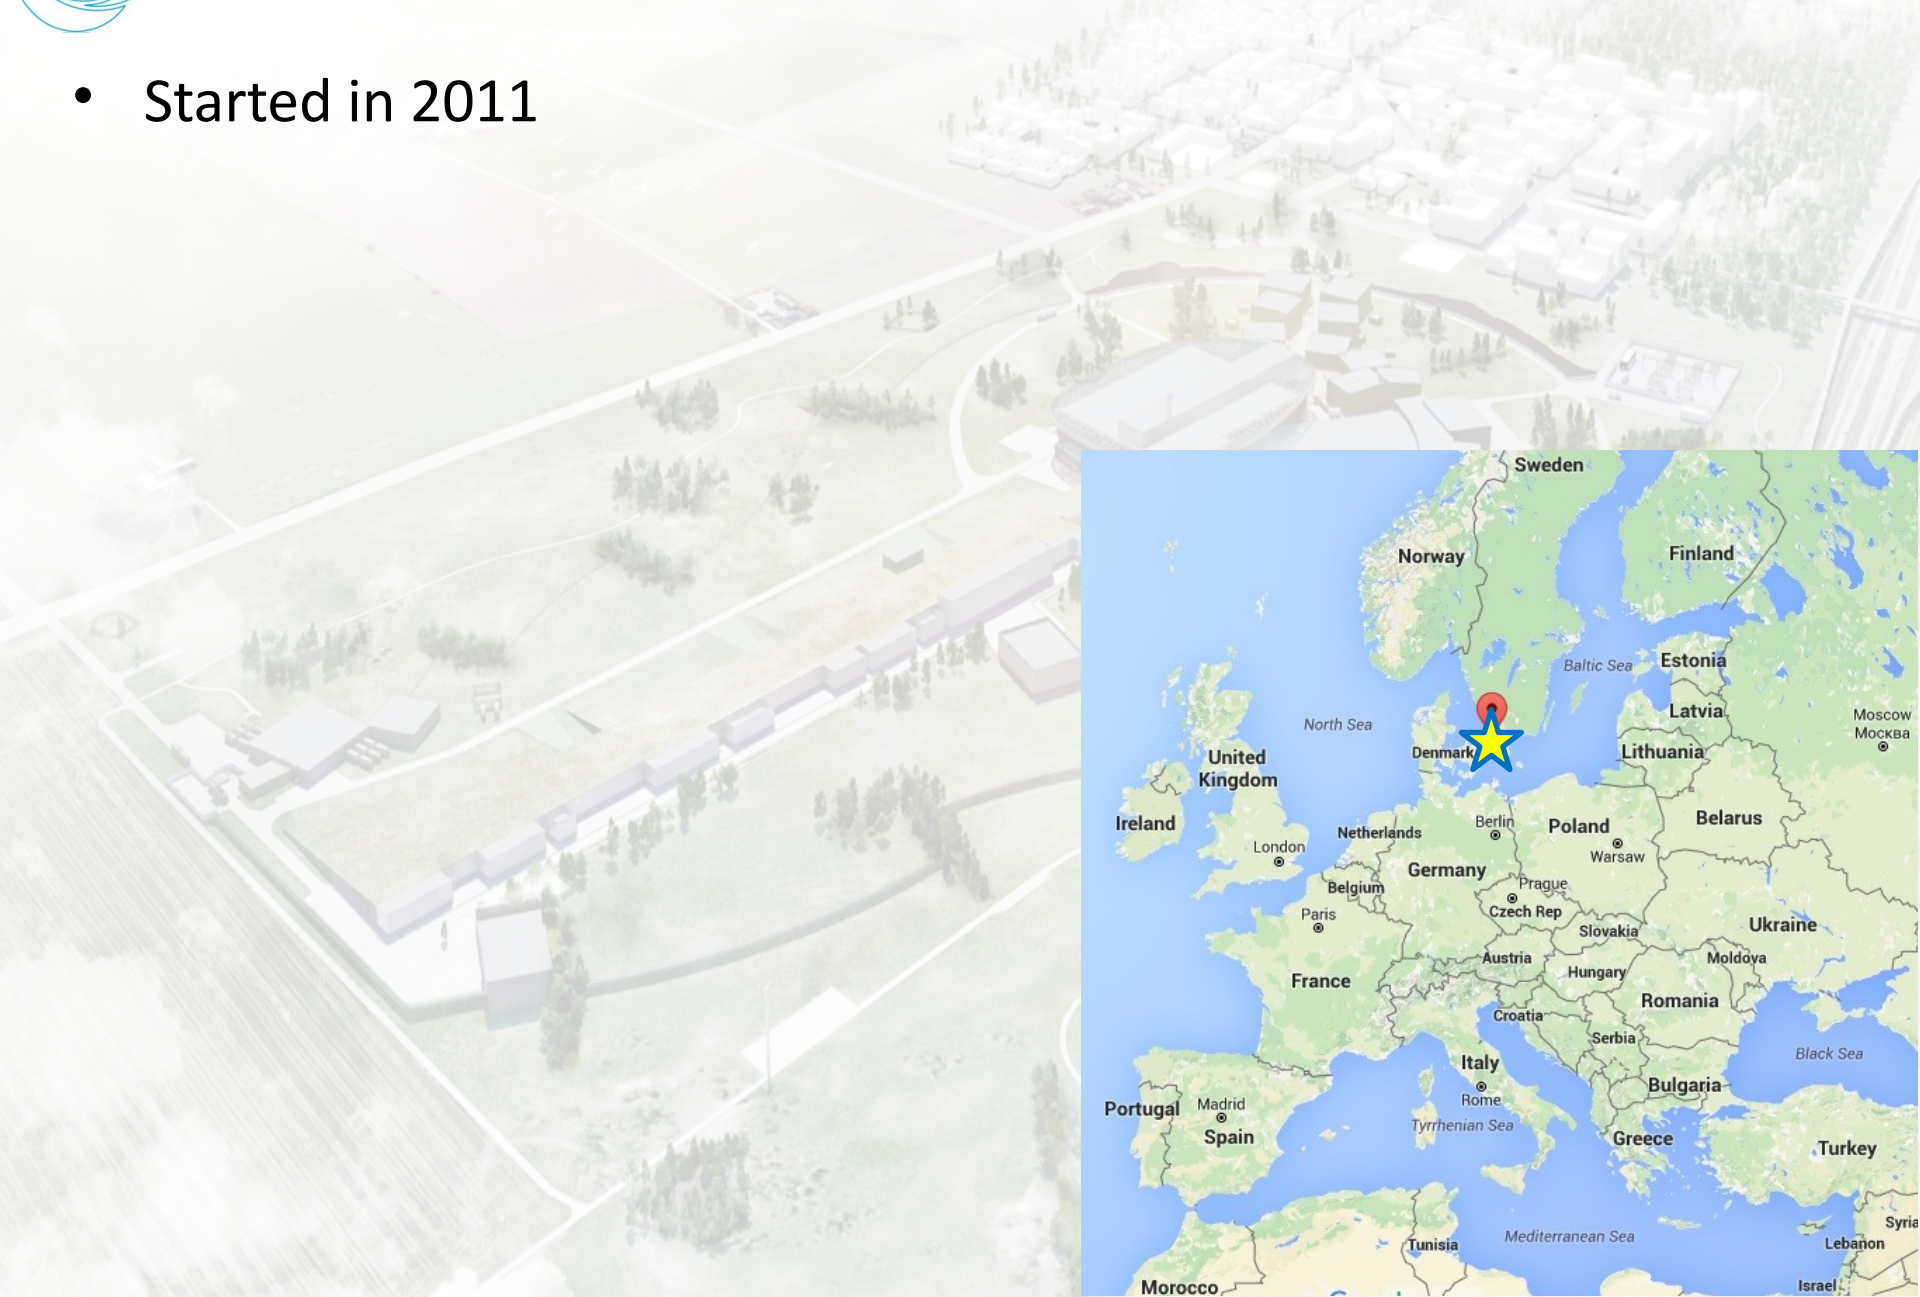 • Started in 2011
Sweden
Norway
Finland
Baltic Sea
Estonia
North Sea
Latvia
Moscow
Москва
Denmark
Lithuania
United
Kingdom
Ireland
Netherlands
Berlin
Poland
Belarus
London
Warsaw
Germany
Belgium
Prague
Paris
Czech Rep
Slovakia
Ukraine
Austria
Moldova
France
Hungary
Romania
Croatia
Serbia
Black Sea
Italy
Bulgaria
Rome
Portugal
Madrid
Tyrrhenian Sea
Spain
Greece
Turkey
Mediterranean Sea
Tunisia
Syria
Lebanon
Morocco
Israel